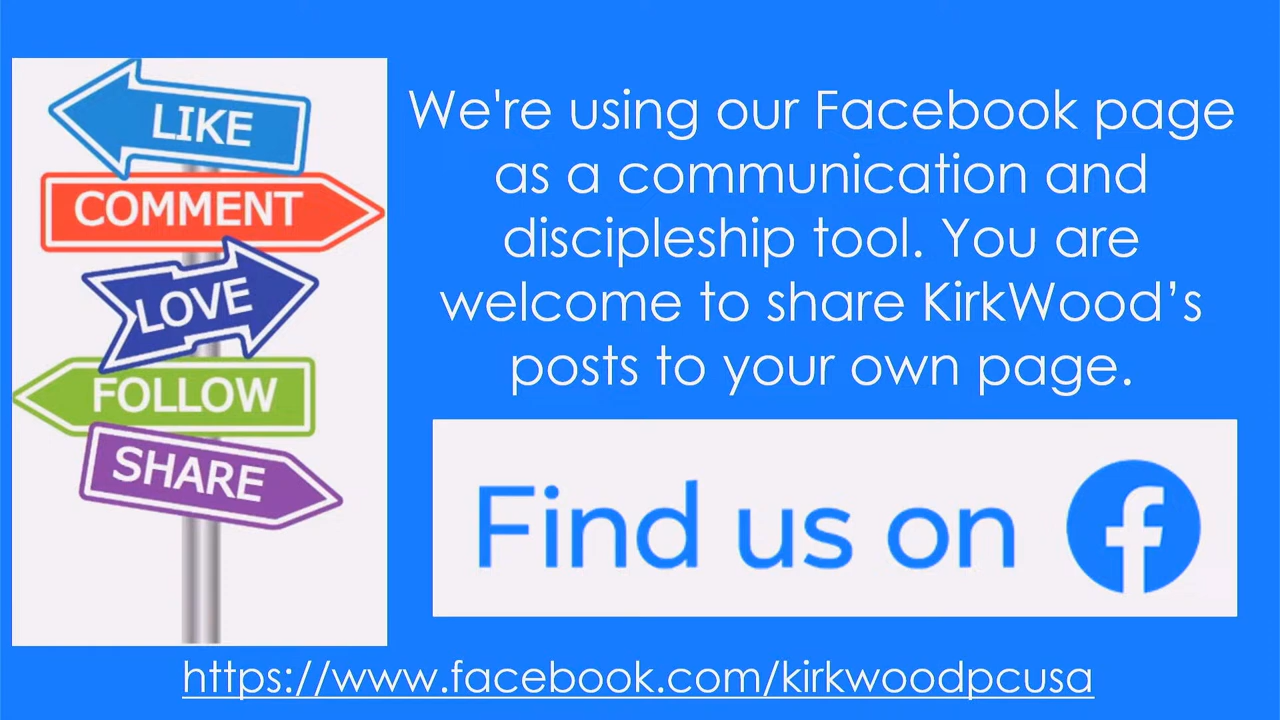 LIKE
COMMENT
LOVE
FOLLOW
SHARE
We're using our Facebook page
as a communication and
discipleship tool. You are
welcome to share KirkWood’s
posts to your own page.
Find us on f
https://www.facebook.com/kirkwoodpcusa